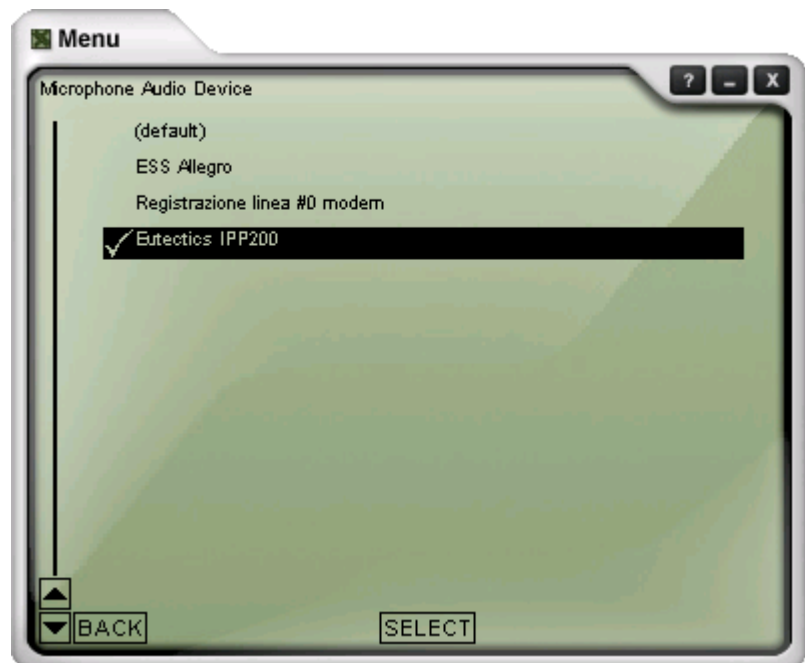 Menu
Microphone Audio Device
? - X
(default)
ESS Allegro
Registrazione linea #0 modem
Eutectics IPP200
BACK
SELECT